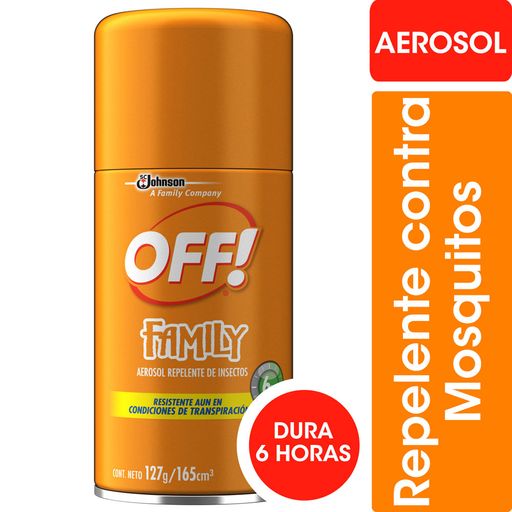 AEROSOL
Repelente contra
Mosquitos
SC Johnson
A Family Company
OFF!
FAMILY
AEROSOL REPELENTE DE INSECTOS
6
RESISTENTE AUN EN
CONDICIONES DE TRANSPIRACIÓN
CONT. NETO 127g/165cm³
DURA
6 HORAS